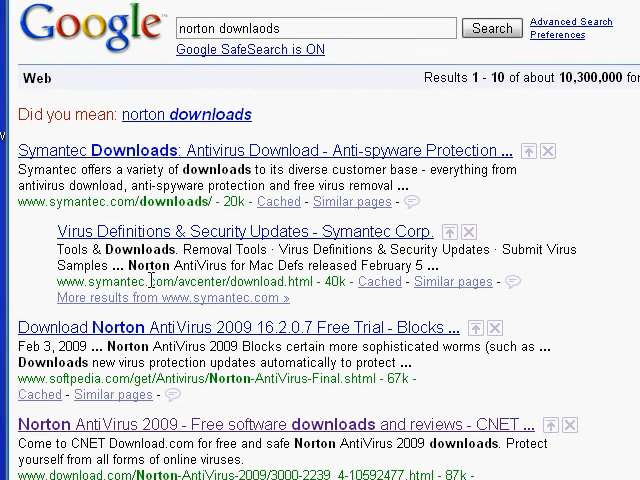 Google™
norton downlaods
Search
Advanced Search
Preferences
Google SafeSearch is ON
Web
Results 1 - 10 of about 10,300,000 for
Did you mean: norton downloads
Symantec Downloads: Antivirus Download - Anti-spyware Protection ...
Symantec offers a variety of downloads to its diverse customer base - everything from
antivirus download, anti-spyware protection and free virus removal ...
www.symantec.com/downloads/ - 20k - Cached - Similar pages -
Virus Definitions & Security Updates - Symantec Corp.
Tools & Downloads. Removal Tools · Virus Definitions & Security Updates · Submit Virus
Samples ... Norton AntiVirus for Mac Defs released February 5 ...
www.symantec.com/avcenter/download.html - 40k - Cached - Similar pages -
More results from www.symantec.com »
Download Norton AntiVirus 2009 16.2.0.7 Free Trial - Blocks ...
Feb 3, 2009 ... Norton AntiVirus 2009 Blocks certain more sophisticated worms (such as ...
Downloads new virus protection updates automatically to protect ...
www.softpedia.com/get/Antivirus/Norton-AntiVirus-Final.shtml - 67k -
Cached - Similar pages -
Norton AntiVirus 2009 - Free software downloads and reviews - CNET ...
Come to CNET Download.com for free and safe Norton AntiVirus 2009 downloads. Protect
yourself from all forms of online viruses.
www.download.com/Norton-AntiVirus-2009/3000-2239_4-10592477.html - 87k -